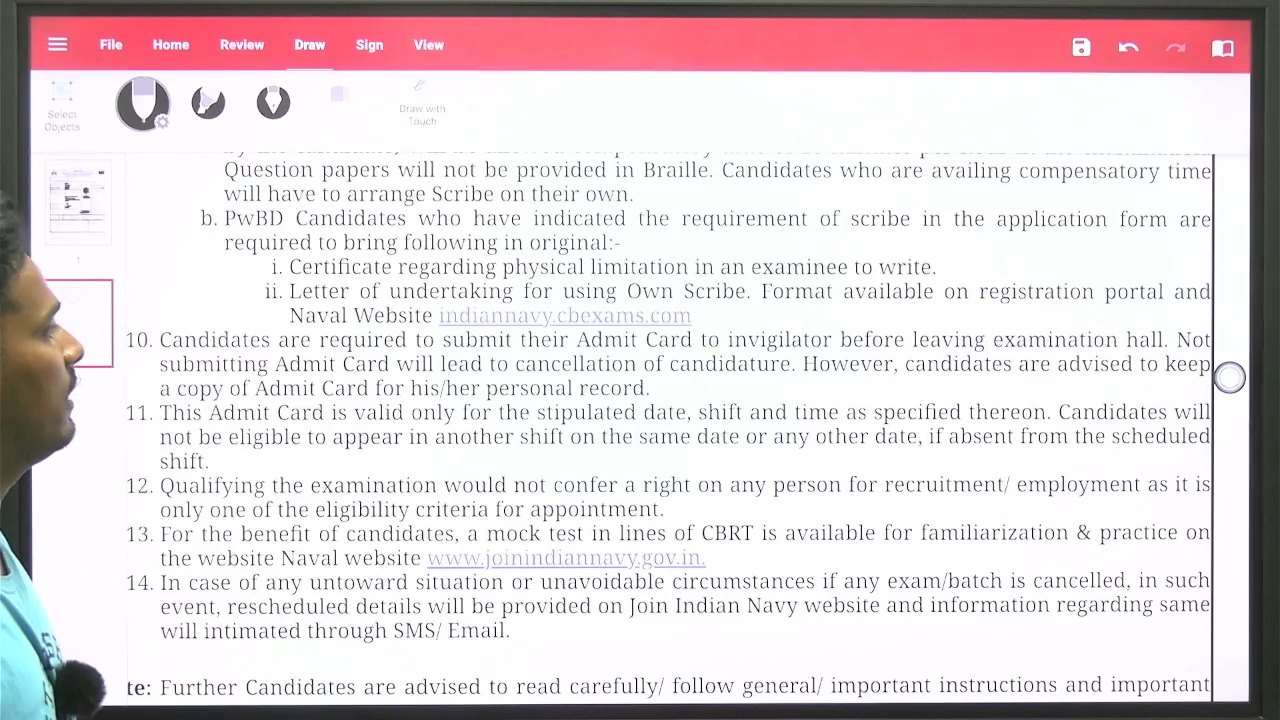 File Home Review Draw Sign View
Select Objects
Draw with Touch
Question papers will not be provided in Braille. Candidates who are availing compensatory time
will have to arrange Scribe on their own.
b. PwBD Candidates who have indicated the requirement of scribe in the application form are
required to bring following in original:-
i. Certificate regarding physical limitation in an examinee to write.
ii. Letter of undertaking for using Own Scribe. Format available on registration portal and
Naval Website indiannavy.cbexams.com
10. Candidates are required to submit their Admit Card to invigilator before leaving examination hall. Not
submitting Admit Card will lead to cancellation of candidature. However, candidates are advised to keep
a copy of Admit Card for his/her personal record.
11. This Admit Card is valid only for the stipulated date, shift and time as specified thereon. Candidates will
not be eligible to appear in another shift on the same date or any other date, if absent from the scheduled
shift.
12. Qualifying the examination would not confer a right on any person for recruitment/ employment as it is
only one of the eligibility criteria for appointment.
13. For the benefit of candidates, a mock test in lines of CBRT is available for familiarization & practice on
the website Naval website www.joinindiannavy.gov.in.
14. In case of any untoward situation or unavoidable circumstances if any exam/batch is cancelled, in such
event, rescheduled details will be provided on Join Indian Navy website and information regarding same
will intimated through SMS/ Email.
te: Further Candidates are advised to read carefully/ follow general/ important instructions and important
1